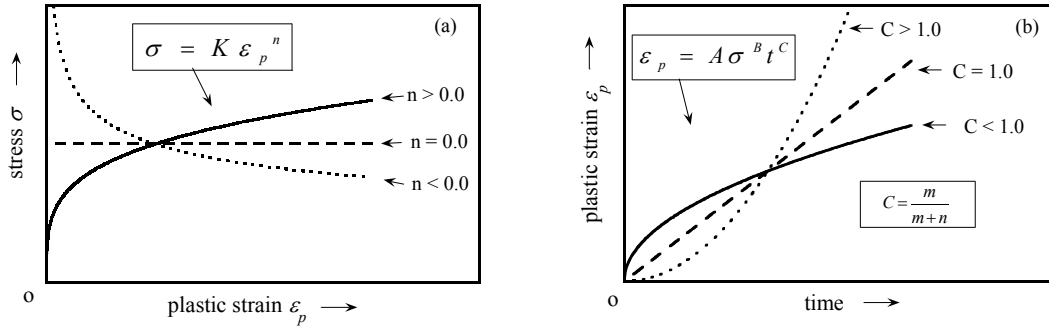 (a)
σ = K ε_p^n
n > 0.0
n = 0.0
n < 0.0
stress σ
o
plastic strain ε_p
(b)
ε_p = A σ^B t^C
C > 1.0
C = 1.0
C < 1.0
C = m/(m+n)
plastic strain ε_p
o
time